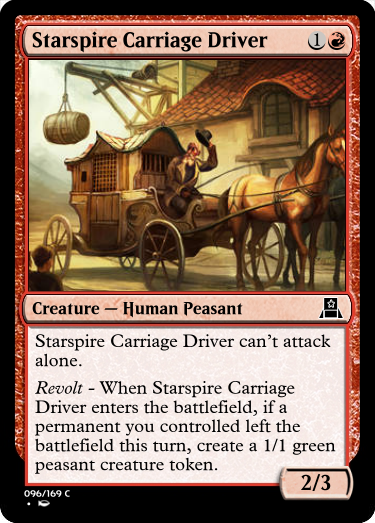 Starspire Carriage Driver 1
Creature — Human Peasant
Starspire Carriage Driver can't attack
alone.
Revolt - When Starspire Carriage
Driver enters the battlefield, if a
permanent you controlled left the
battlefield this turn, create a 1/1 green
peasant creature token.
2/3
096/169 C